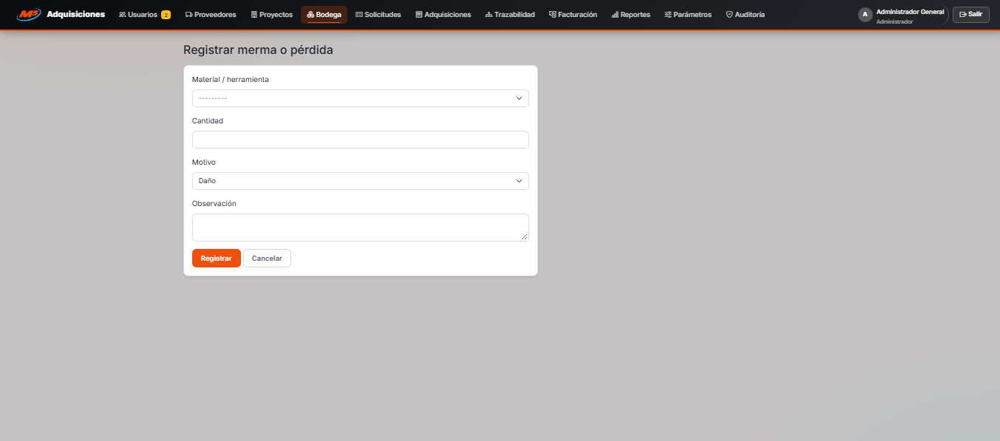 M5 Adquisiciones Usuarios 2 Proveedores Proyectos Bodega Solicitudes Adquisiciones Trazabilidad Facturación Reportes Parámetros Auditoría A Administrador General Salir
Administrador
Registrar merma o pérdida
Material / herramienta
---------
Cantidad
Motivo
Daño
Observación
Registrar Cancelar